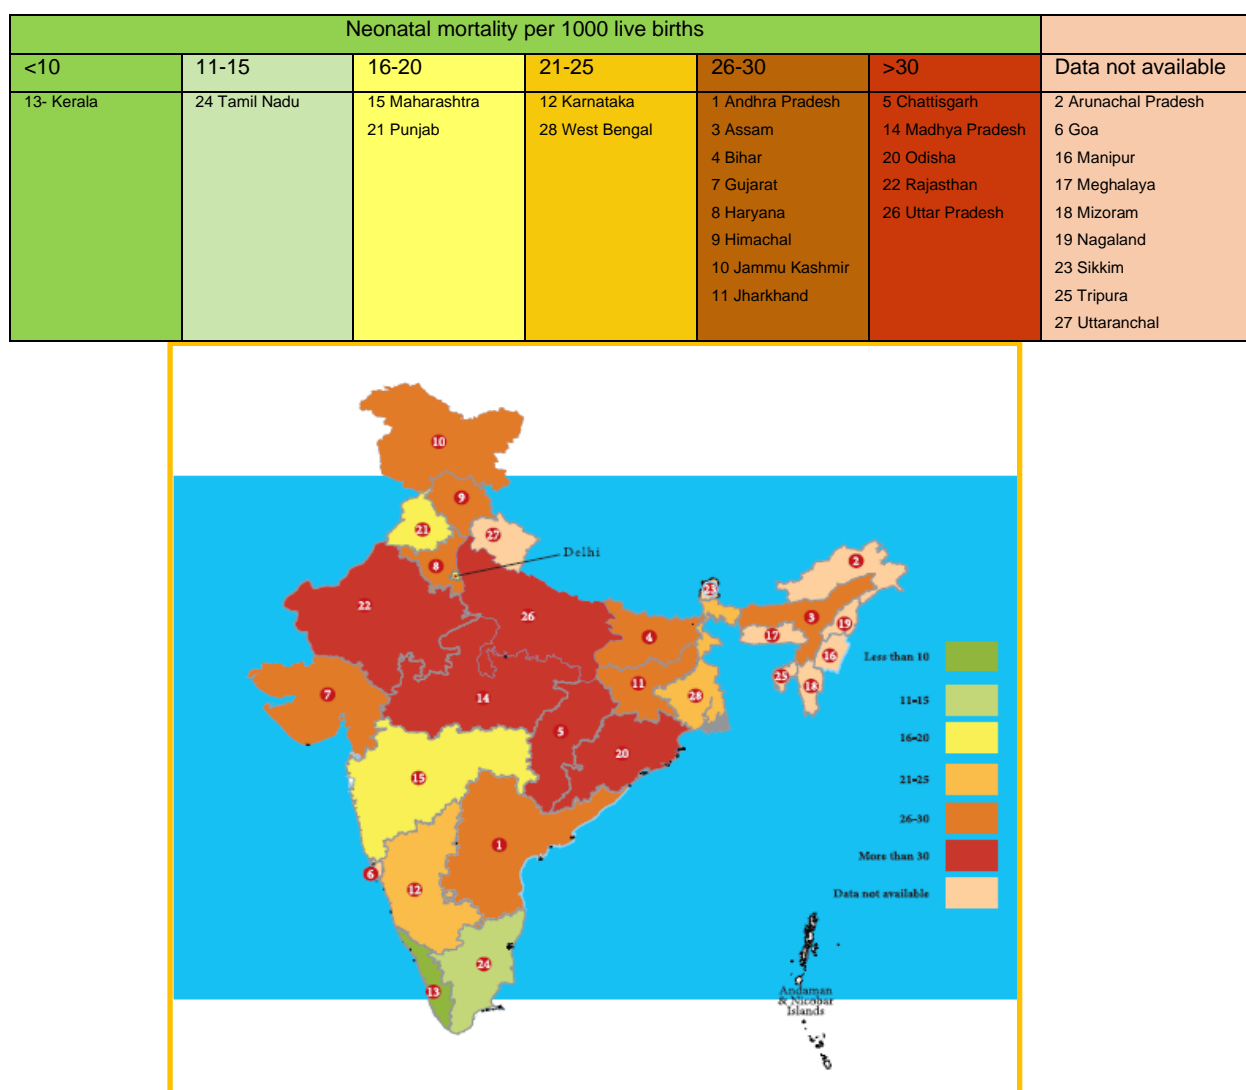 Neonatal mortality per 1000 live births
<10 11-15 16-20 21-25 26-30 >30 Data not available
13- Kerala 24 Tamil Nadu 15 Maharashtra 12 Karnataka 1 Andhra Pradesh 5 Chattisgarh 2 Arunachal Pradesh
21 Punjab 28 West Bengal 3 Assam 14 Madhya Pradesh 6 Goa
4 Bihar 20 Odisha 16 Manipur
7 Gujarat 22 Rajasthan 17 Meghalaya
8 Haryana 26 Uttar Pradesh 18 Mizoram
9 Himachal 19 Nagaland
10 Jammu Kashmir 23 Sikkim
11 Jharkhand 25 Tripura
27 Uttaranchal
10
9
21
27
Delhi
8
2
23
22
26
3
19
4
17
16
Less than 10
11
25
18
7
14
28
11-15
5
20
16-20
15
21-25
26-30
1
More than 30
6
12
Data not available
24
13
Andaman
& Nicobar
Islands